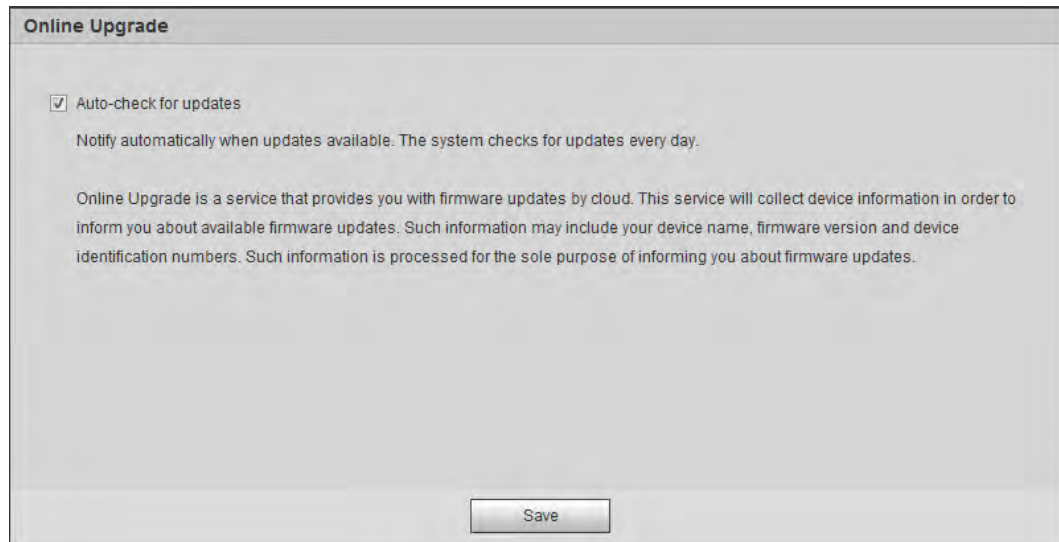 Online Upgrade
Auto-check for updates
Notify automatically when updates available. The system checks for updates every day.
Online Upgrade is a service that provides you with firmware updates by cloud. This service will collect device information in order to
inform you about available firmware updates. Such information may include your device name, firmware version and device
identification numbers. Such information is processed for the sole purpose of informing you about firmware updates.
Save